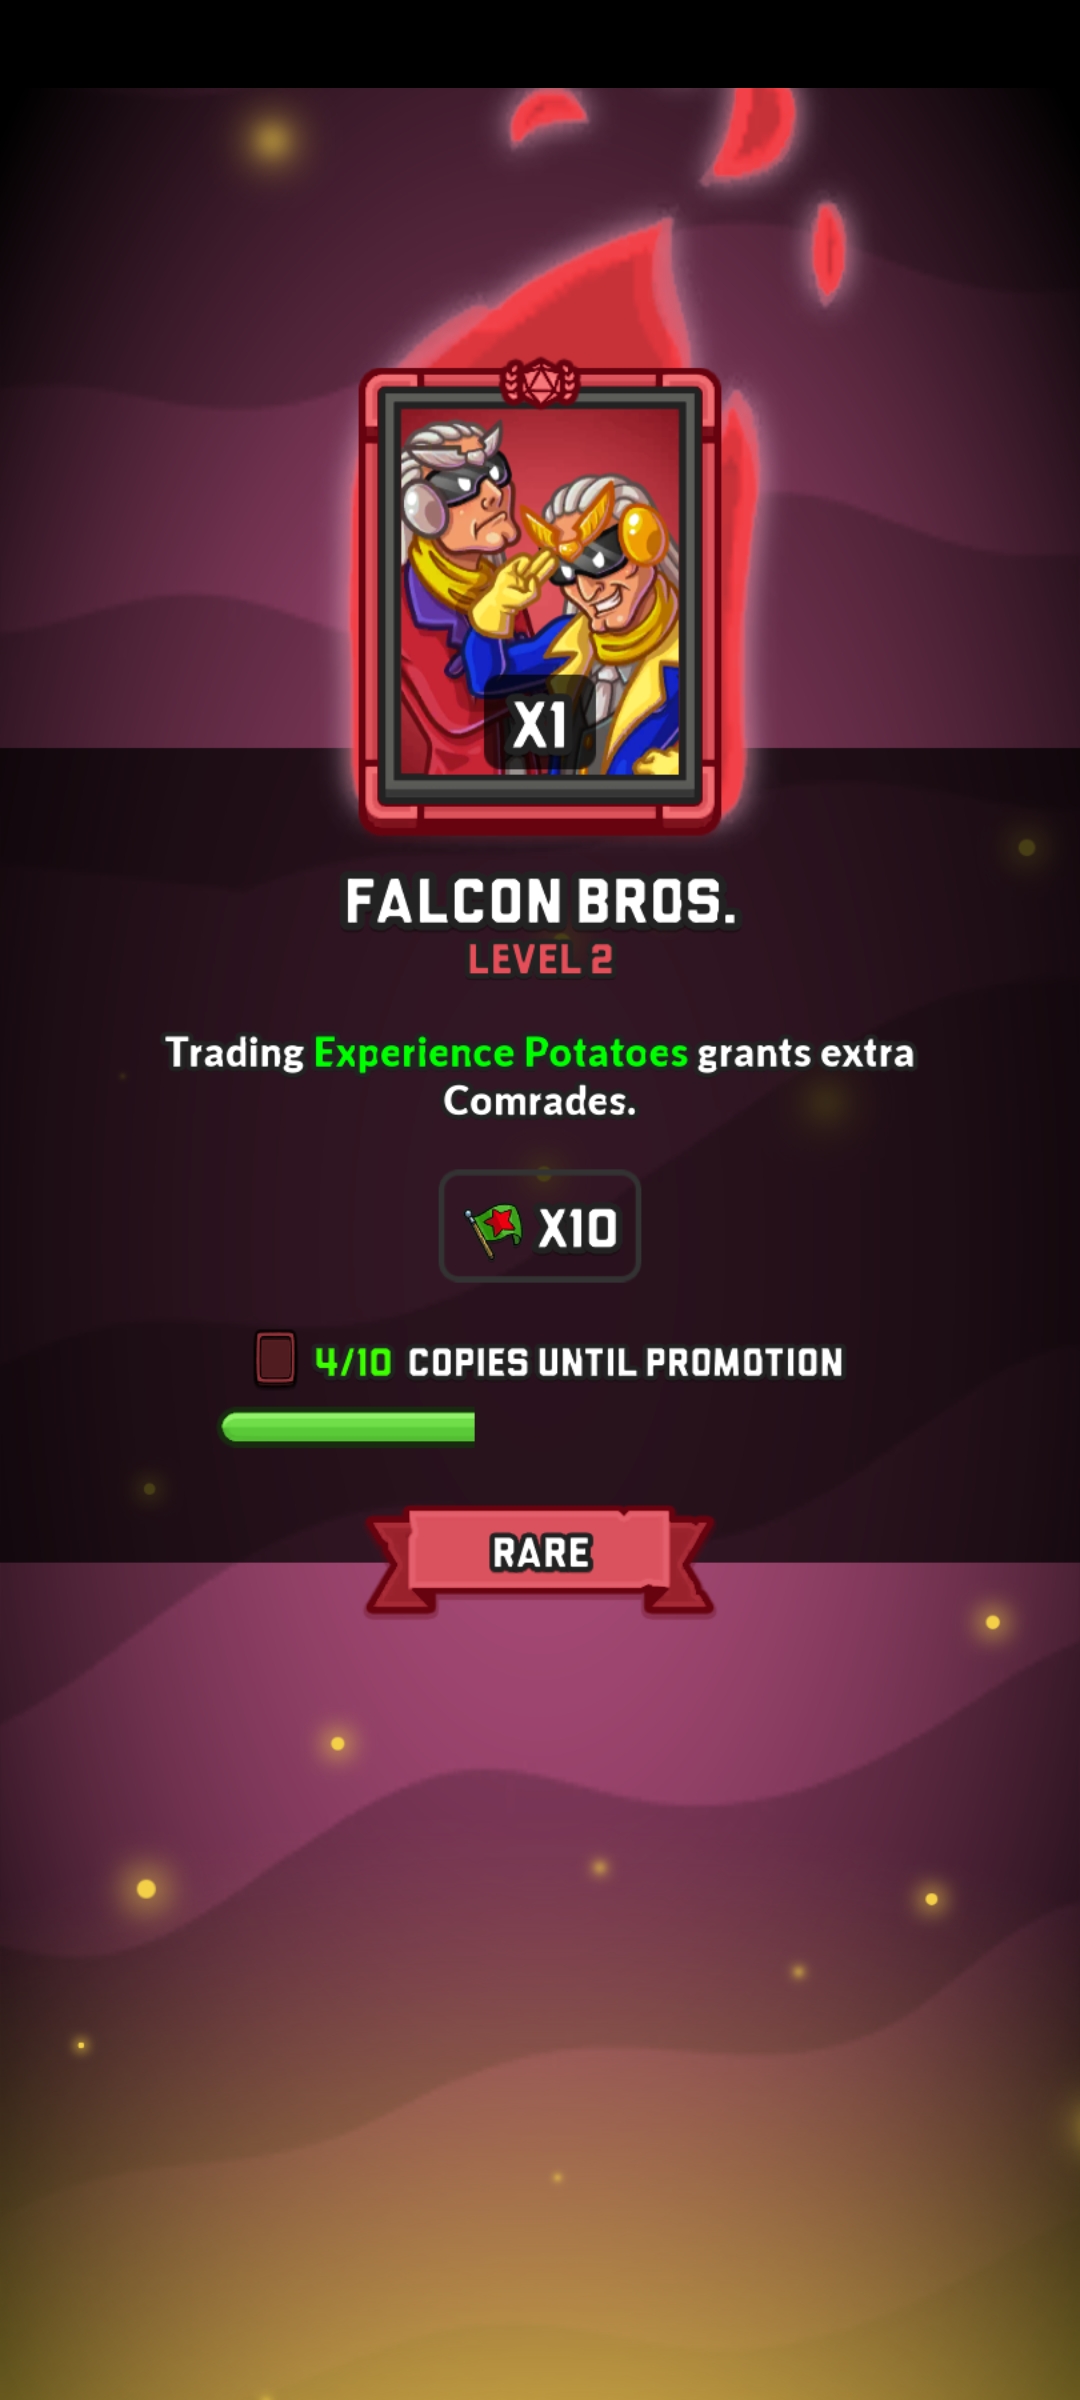 X1
FALCON BROS.
LEVEL 2
Trading Experience Potatoes grants extra
Comrades.
X10
4/10 COPIES UNTIL PROMOTION
RARE